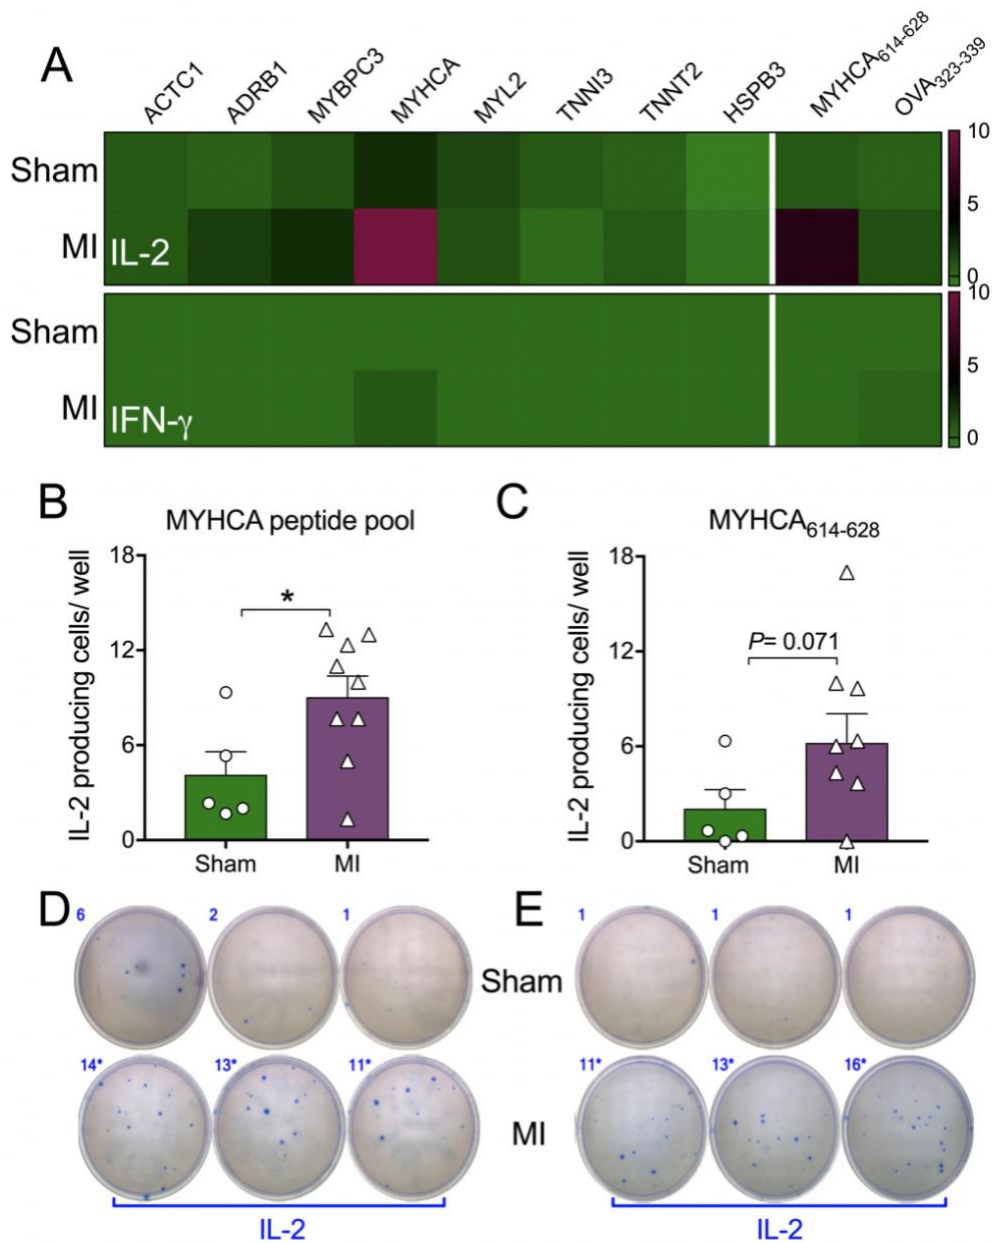 A
ACTC1 ADRB1 MYBPC3 MYHCA MYL2 TNNI3 TNNT2 HSPB3 MYHCA614-628 OVA323-339
Sham
MI IL-2
10
5
0
Sham
MI IFN-γ
10
5
0
B
MYHCA peptide pool
IL-2 producing cells/ well
18
12
6
0
*
Sham MI
C
MYHCA614-628
IL-2 producing cells/ well
18
12
6
0
P= 0.071
Sham MI
D
6 2 1
14* 13* 11*
IL-2
Sham
MI
E
1 1 1
11* 13* 16*
IL-2